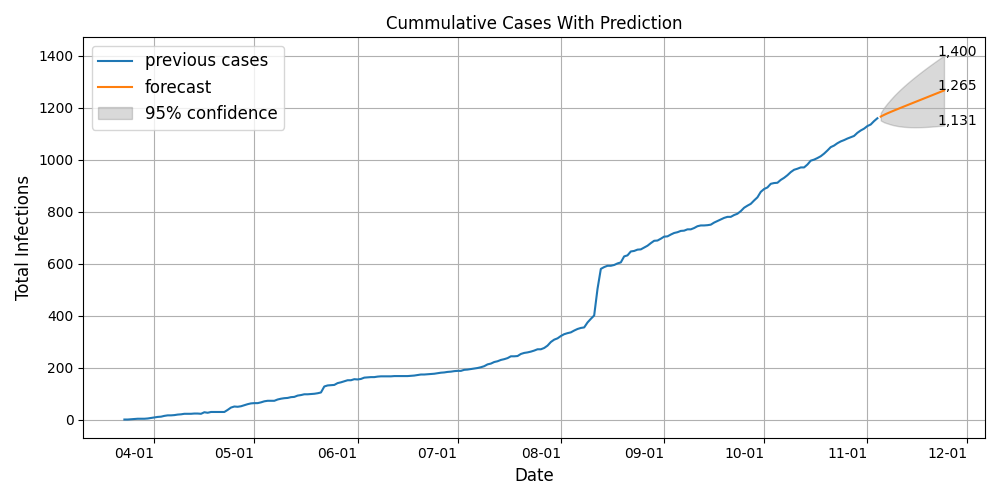 Cummulative Cases With Prediction
previous cases
forecast
95% confidence
1,400
1,265
1,131
1400
1200
1000
800
600
400
200
0
Total Infections
04-01 05-01 06-01 07-01 08-01 09-01 10-01 11-01 12-01
Date